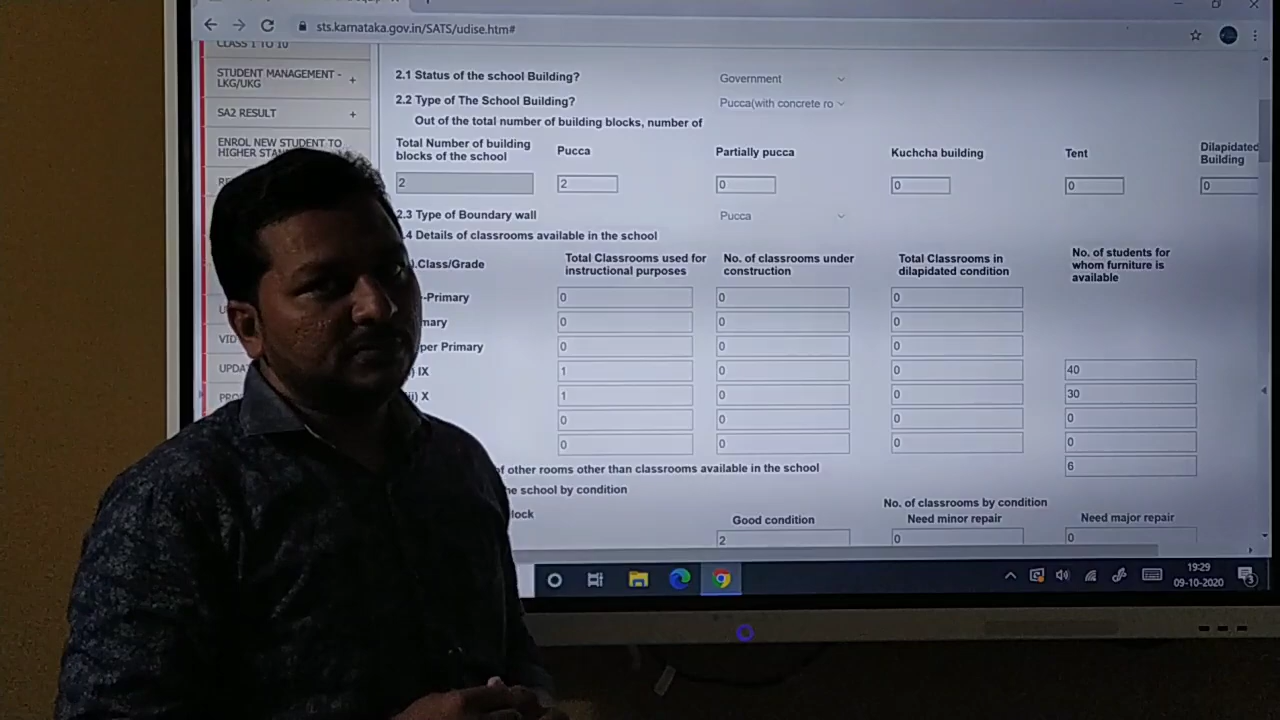 sts.karnataka.gov.in/SATS/udise.htm#
CLASS 1 TO 10
STUDENT MANAGEMENT -
LKG/UKG
+
SA2 RESULT
+
ENROL NEW STUDENT TO
HIGHER
2.1 Status of the school Building?
Government
2.2 Type of The School Building?
Pucca(with concrete ro
Out of the total number of building blocks, number of
Total Number of building
blocks of the school
Pucca
Partially pucca
Kuchcha building
Tent
Dilapidated
Building
2
2
0
0
0
0
2.3 Type of Boundary wall
Pucca
.4 Details of classrooms available in the school
).Class/Grade
Total Classrooms used for
instructional purposes
No. of classrooms under
construction
Total Classrooms in
dilapidated condition
No. of students for
whom furniture is
available
-Primary
0
0
0
mary
0
0
0
per Primary
0
0
0
) IX
1
0
0
40
i) X
1
0
0
30
0
0
0
0
0
0
0
0
VID
UPDA
of other rooms other than classrooms available in the school
6
he school by condition
lock
No. of classrooms by condition
Good condition
Need minor repair
Need major repair
2
0
0
19:29
09-10-2020
3